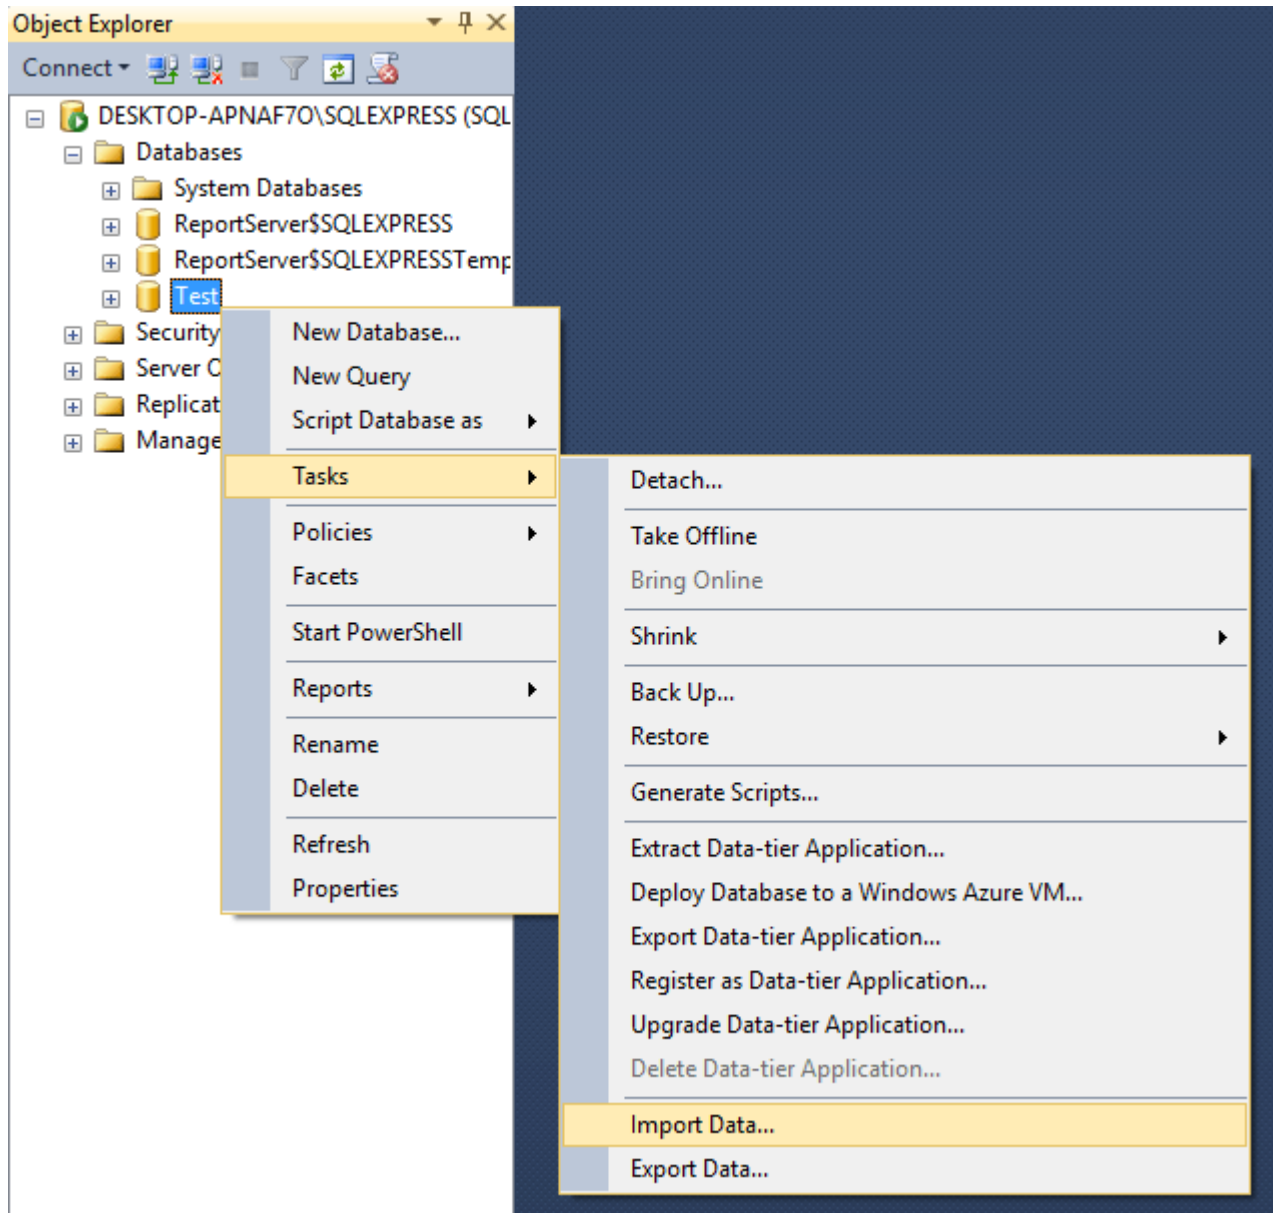 Object Explorer
Connect
DESKTOP-APNAF7O\SQLEXPRESS (SQL
Databases
System Databases
ReportServer$SQLEXPRESS
ReportServer$SQLEXPRESSTemp
Test
Security
Server O
Replicat
Manage
New Database...
New Query
Script Database as
Tasks
Policies
Facets
Start PowerShell
Reports
Rename
Delete
Refresh
Properties
Detach...
Take Offline
Bring Online
Shrink
Back Up...
Restore
Generate Scripts...
Extract Data-tier Application...
Deploy Database to a Windows Azure VM...
Export Data-tier Application...
Register as Data-tier Application...
Upgrade Data-tier Application...
Delete Data-tier Application...
Import Data...
Export Data...